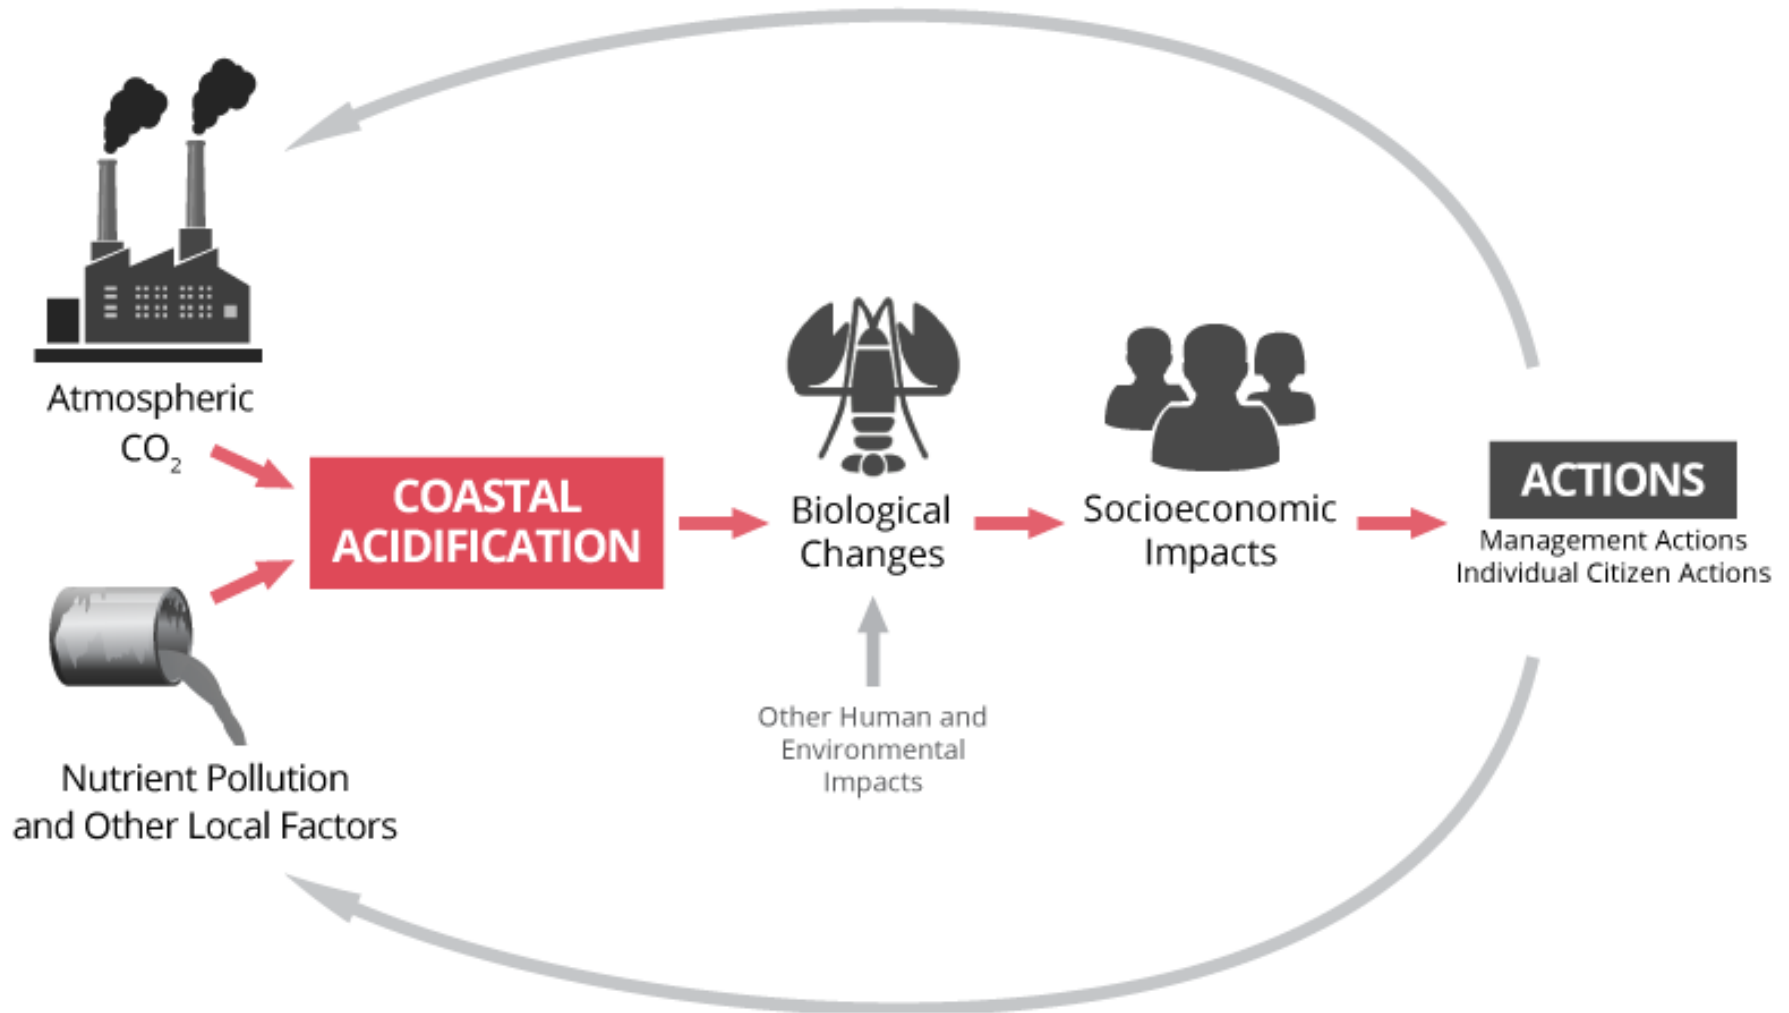 Atmospheric
CO₂
COASTAL
ACIDIFICATION
Biological
Changes
Socioeconomic
Impacts
ACTIONS
Management Actions
Individual Citizen Actions
Other Human and
Environmental
Impacts
Nutrient Pollution
and Other Local Factors